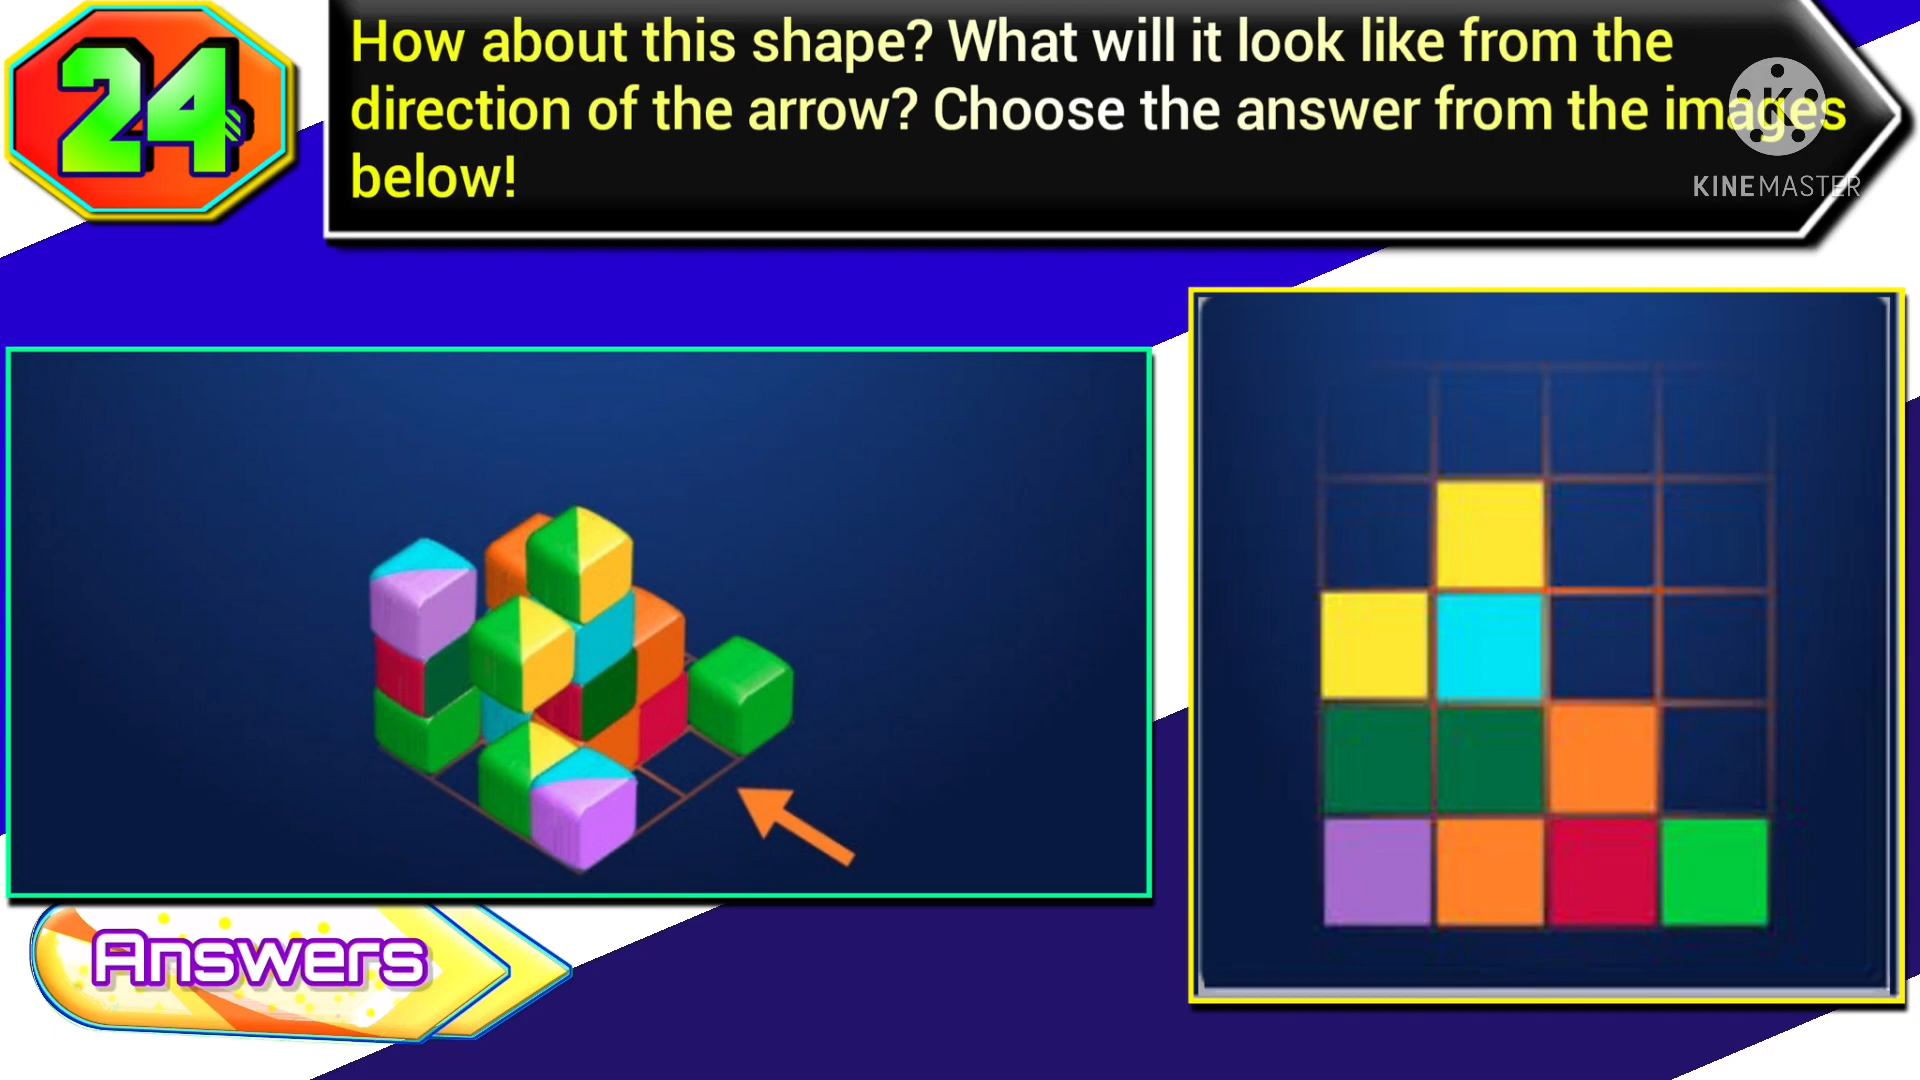 24
How about this shape? What will it look like from the
direction of the arrow? Choose the answer from the images
below!
K
KINEMASTER
Answers